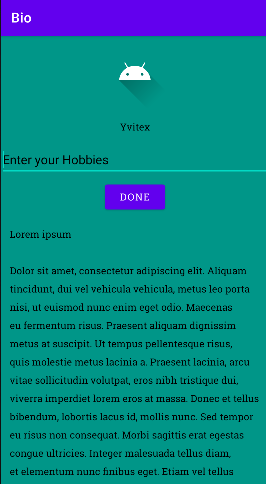 Bio
Yvitex
Enter your Hobbies
DONE
Lorem ipsum
Dolor sit amet, consectetur adipiscing elit. Aliquam
tincidunt, dui vel vehicula vehicula, metus leo porta
nisi, ut euismod nunc enim eget odio. Maecenas
eu fermentum risus. Praesent aliquam dignissim
metus at suscipit. Ut tempus pellentesque risus,
quis molestie metus lacinia a. Praesent lacinia, arcu
vitae sollicitudin volutpat, eros nibh tristique dui,
viverra imperdiet lorem eros at massa. Donec et tellus
bibendum, lobortis lacus id, mollis nunc. Sed tempor
eu risus non consequat. Morbi sagittis erat egestas
congue ultricies. Integer malesuada tellus diam,
et elementum nunc finibus eget. Etiam vel tellus